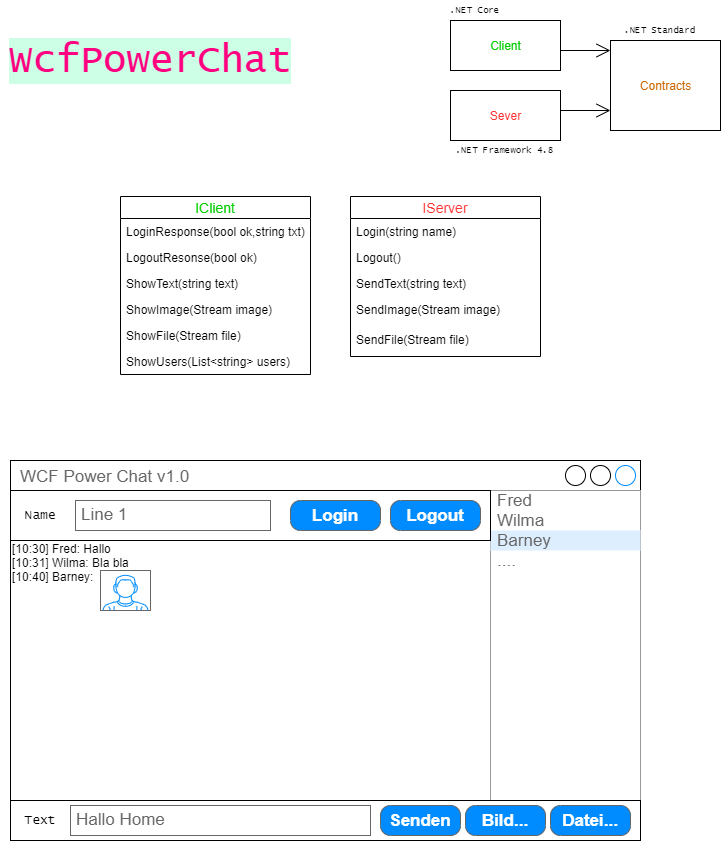 WcfPowerChat
.NET Core
Client
.NET Standard
Contracts
Sever
.NET Framework 4.8
IClient
LoginResponse(bool ok,string txt)
LogoutResonse(bool ok)
ShowText(string text)
ShowImage(Stream image)
ShowFile(Stream file)
ShowUsers(List<string> users)
IServer
Login(string name)
Logout()
SendText(string text)
SendImage(Stream image)
SendFile(Stream file)
WCF Power Chat v1.0
Name
Line 1
Login
Logout
Fred
Wilma
Barney
....
[10:30] Fred: Hallo
[10:31] Wilma: Bla bla
[10:40] Barney:
Text
Hallo Home
Senden
Bild...
Datei...